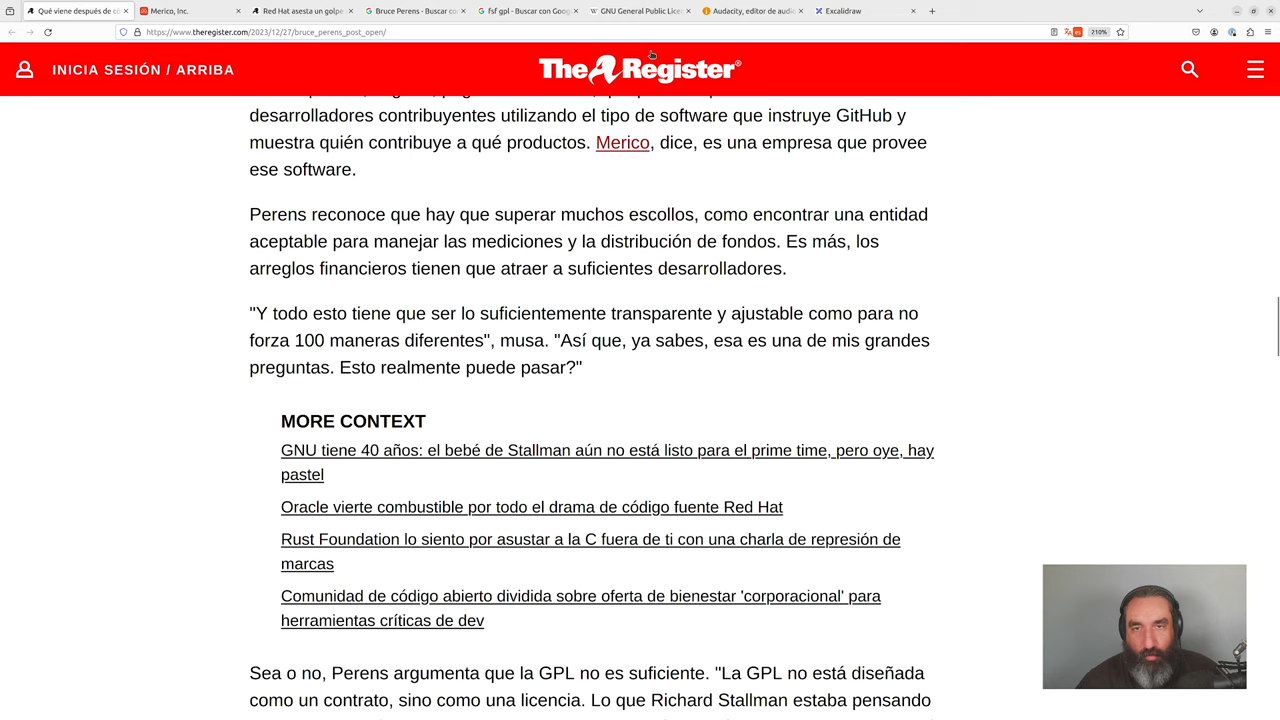 Qué viene después de có
Merico, Inc.
Red Hat asesta un golpe
Bruce Perens - Buscar co
fsf gpl - Buscar con Goog
GNU General Public Licen
Audacity, editor de audio
Excalidraw
https://www.theregister.com/2023/12/27/bruce_perens_post_open/
210%
INICIA SESIÓN / ARRIBA
The Register®
desarrolladores contribuyentes utilizando el tipo de software que instruye GitHub y
muestra quién contribuye a qué productos. Merico, dice, es una empresa que provee
ese software.
Perens reconoce que hay que superar muchos escollos, como encontrar una entidad
aceptable para manejar las mediciones y la distribución de fondos. Es más, los
arreglos financieros tienen que atraer a suficientes desarrolladores.
"Y todo esto tiene que ser lo suficientemente transparente y ajustable como para no
forza 100 maneras diferentes", musa. "Así que, ya sabes, esa es una de mis grandes
preguntas. Esto realmente puede pasar?"
MORE CONTEXT
GNU tiene 40 años: el bebé de Stallman aún no está listo para el prime time, pero oye, hay
pastel
Oracle vierte combustible por todo el drama de código fuente Red Hat
Rust Foundation lo siento por asustar a la C fuera de ti con una charla de represión de
marcas
Comunidad de código abierto dividida sobre oferta de bienestar 'corporacional' para
herramientas críticas de dev
Sea o no, Perens argumenta que la GPL no es suficiente. "La GPL no está diseñada
como un contrato, sino como una licencia. Lo que Richard Stallman estaba pensando